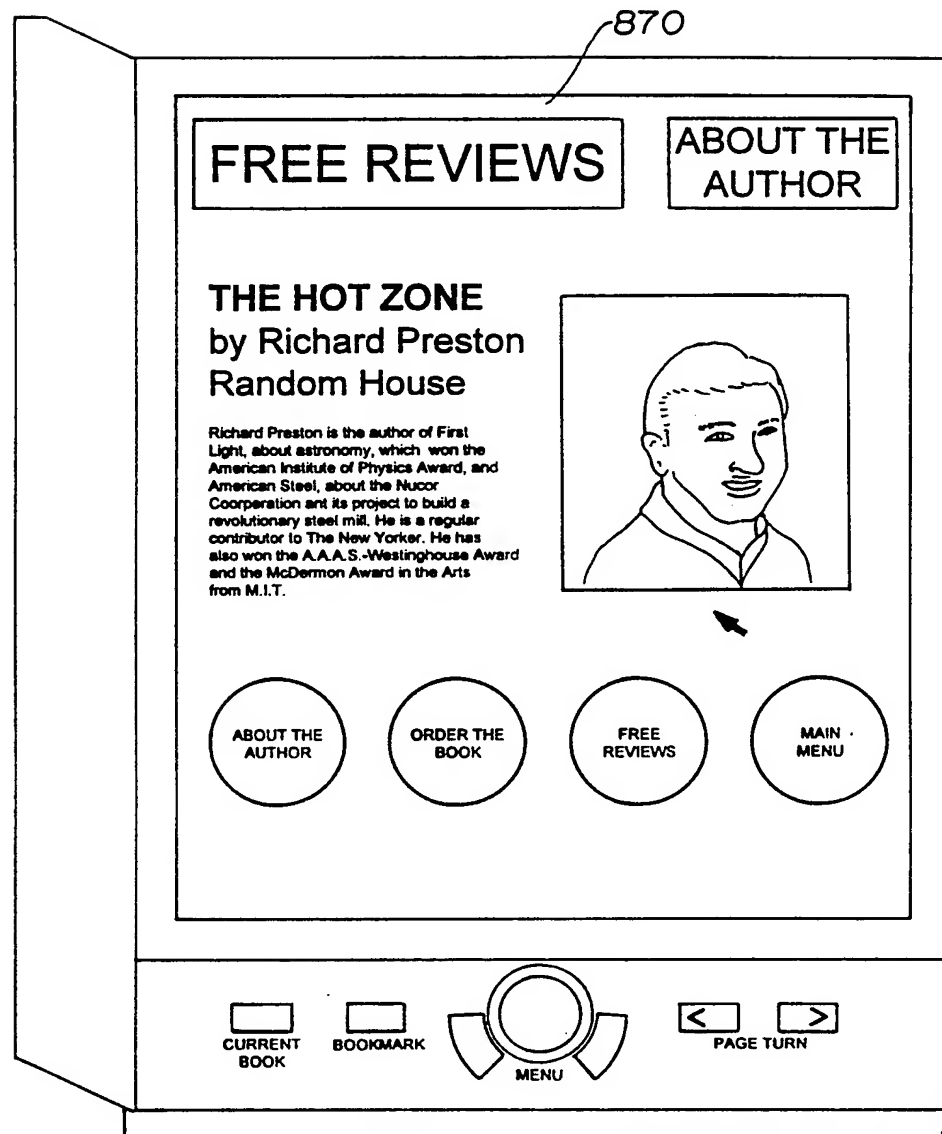 870
FREE REVIEWS
ABOUT THE
AUTHOR
THE HOT ZONE
by Richard Preston
Random House
Richard Preston is the author of First
Light, about astronomy, which won the
American Institute of Physics Award, and
American Steel, about the Nucor
Coorperation ant its project to build a
revolutionary steel mill. He is a regular
contributor to The New Yorker. He has
also won the A.A.A.S.-Westinghouse Award
and the McDermon Award in the Arts
from M.I.T.
ABOUT THE
AUTHOR
ORDER THE
BOOK
FREE
REVIEWS
MAIN
MENU
CURRENT
BOOK
BOOKMARK
MENU
< >
PAGE TURN